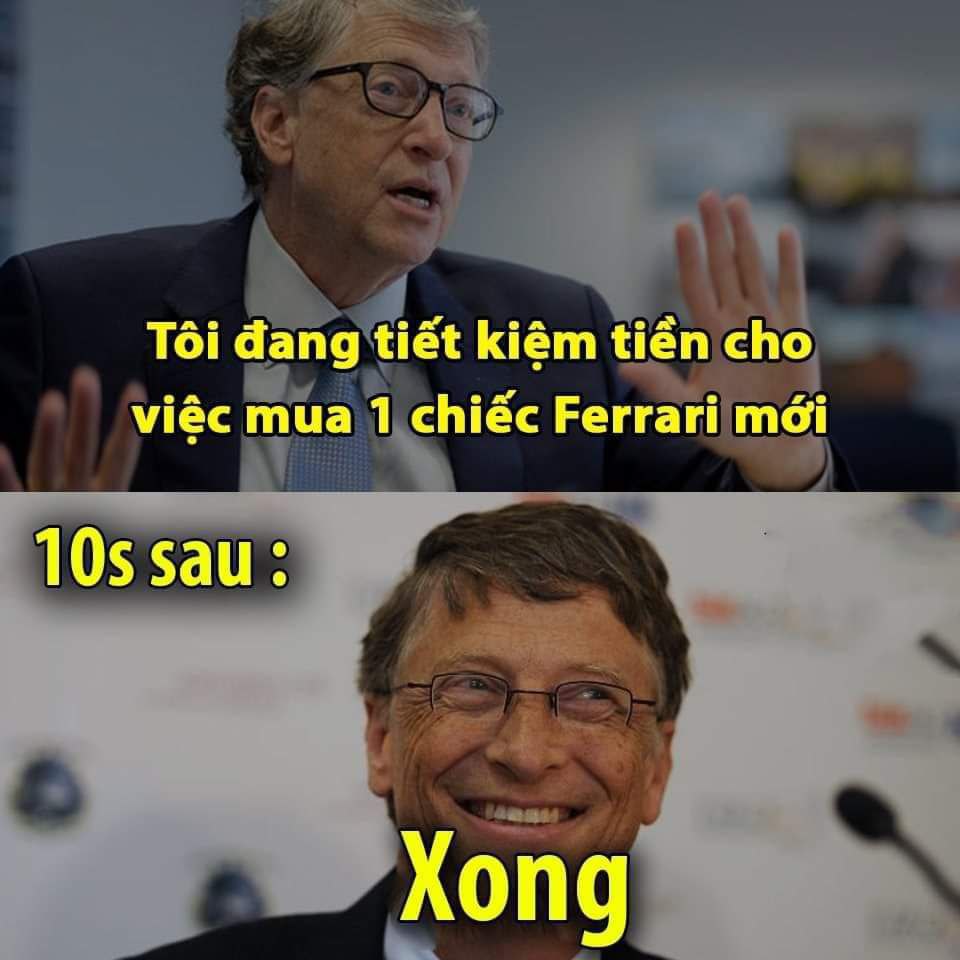 Tôi đang tiết kiệm tiền cho
việc mua 1 chiếc Ferrari mới
10s sau :
Xong